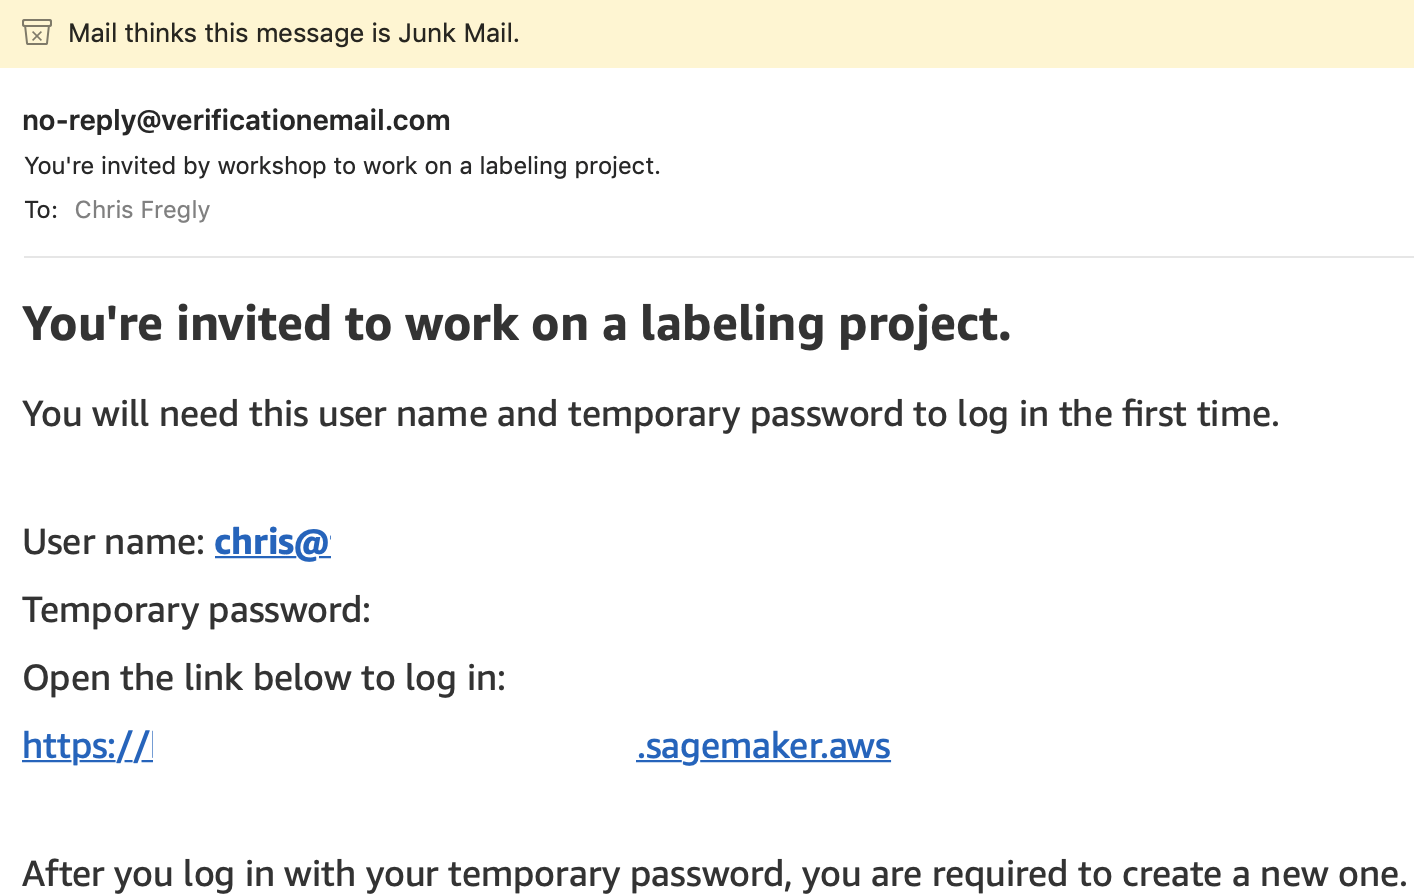 Mail thinks this message is Junk Mail.
no-reply@verificationemail.com
You're invited by workshop to work on a labeling project.
To: Chris Fregly
You're invited to work on a labeling project.
You will need this user name and temporary password to log in the first time.
User name: chris@
Temporary password:
Open the link below to log in:
https:// .sagemaker.aws
After you log in with your temporary password, you are required to create a new one.